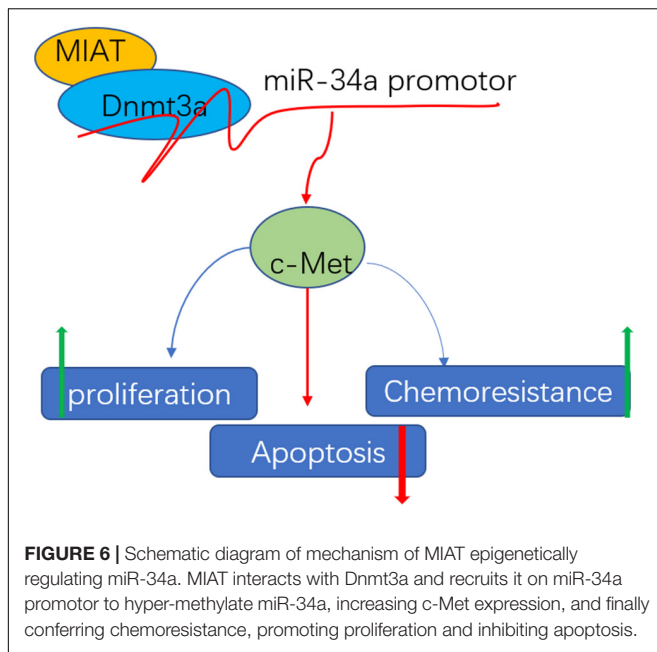 MIAT
Dnmt3a
miR-34a promotor
c-Met
proliferation
Chemoresistance
Apoptosis
FIGURE 6 | Schematic diagram of mechanism of MIAT epigenetically
regulating miR-34a. MIAT interacts with Dnmt3a and recruits it on miR-34a
promotor to hyper-methylate miR-34a, increasing c-Met expression, and finally
conferring chemoresistance, promoting proliferation and inhibiting apoptosis.